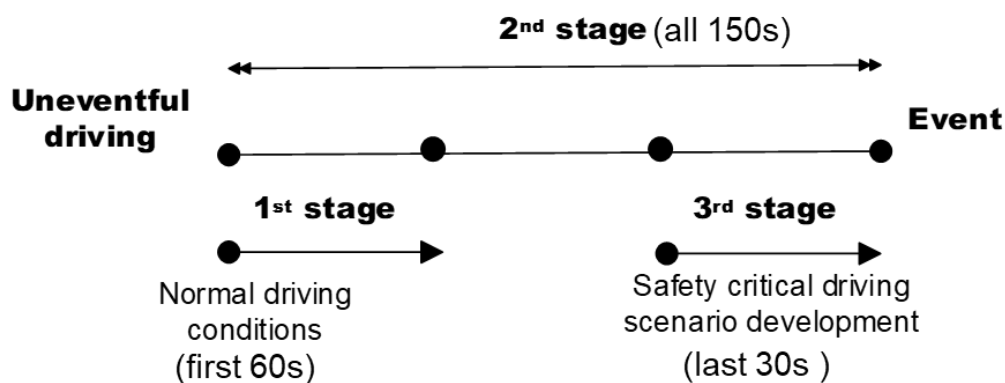 2nd stage (all 150s)
Uneventful
driving
Event
1st stage
3rd stage
Normal driving
conditions
(first 60s)
Safety critical driving
scenario development
(last 30s )